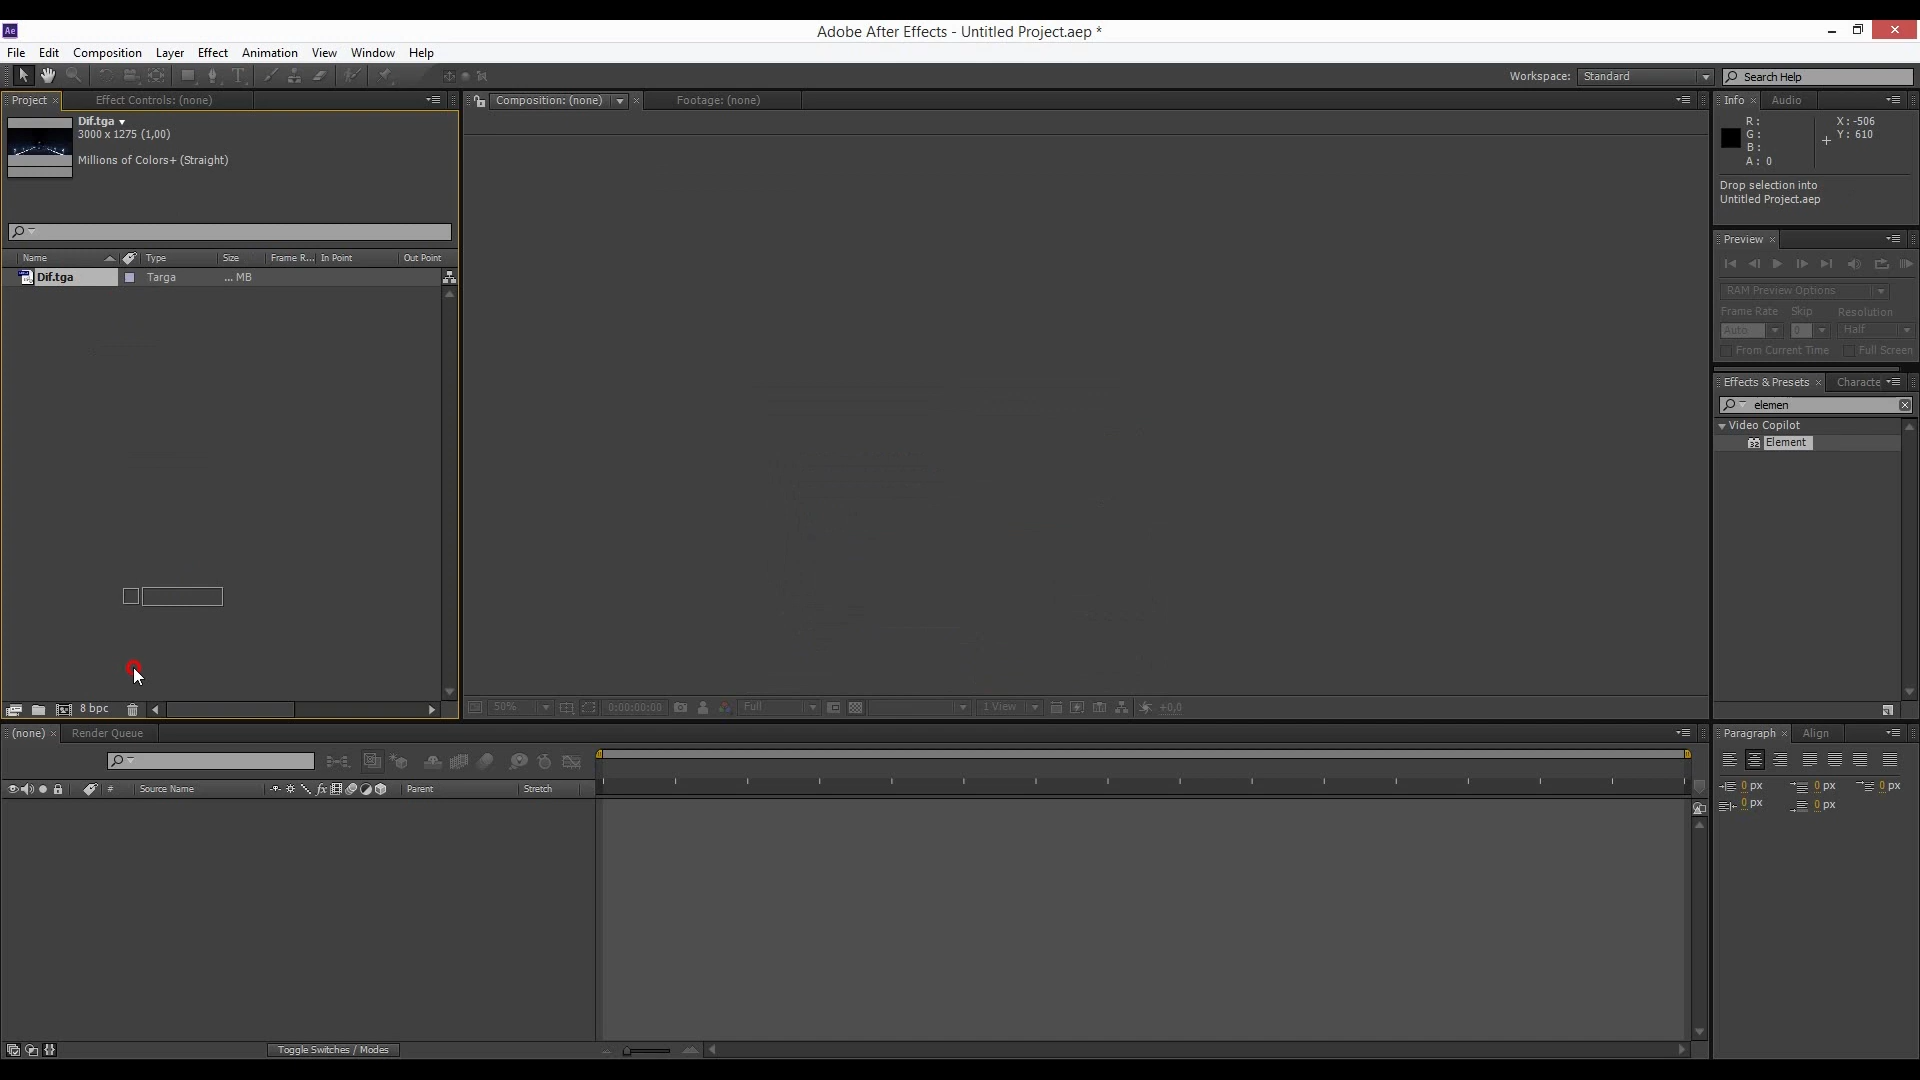 Ae
Adobe After Effects - Untitled Project.aep *
File Edit Composition Layer Effect Animation View Window Help
Workspace: Standard Search Help
Project Effect Controls: (none)
Dif.tga
3000 x 1275 (1,00)
Millions of Colors+ (Straight)
Name Type Size Frame R... In Point Out Point
Dif.tga Targa ... MB
8 bpc
Composition: (none) Footage: (none)
50% 0:00:00:00 Full 1 View +0,0
Info Audio
R :
G :
B :
A : 0
X : -506
Y : 610
Drop selection into
Untitled Project.aep
Preview
RAM Preview Options
Frame Rate Skip Resolution
Auto 0 Half
From Current Time Full Screen
Effects & Presets Characte
elemen
Video Copilot
Element
(none) Render Queue
# Source Name fx Parent Stretch
Toggle Switches / Modes
Paragraph Align
0 px 0 px 0 px
0 px 0 px